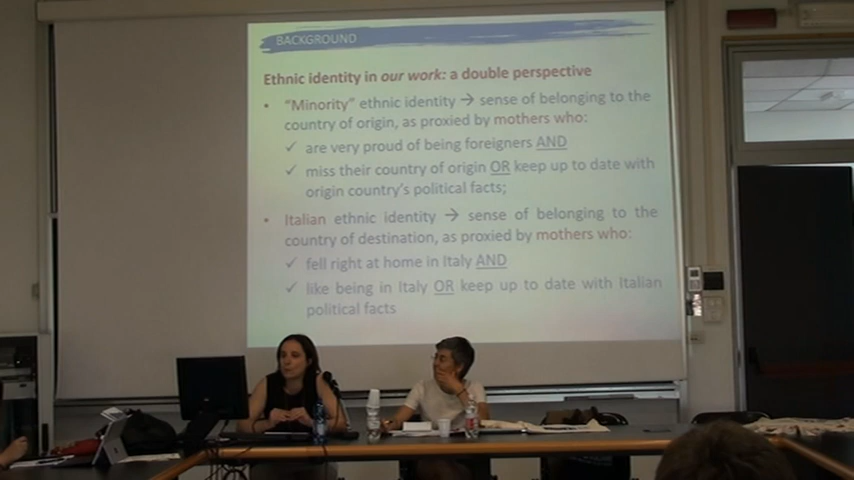 BACKGROUND
Ethnic identity in our work: a double perspective
• "Minority" ethnic identity → sense of belonging to the
country of origin, as proxied by mothers who:
✓ are very proud of being foreigners AND
✓ miss their country of origin OR keep up to date with
origin country's political facts;
• Italian ethnic identity → sense of belonging to the
country of destination, as proxied by mothers who:
✓ fell right at home in Italy AND
✓ like being in Italy OR keep up to date with Italian
political facts